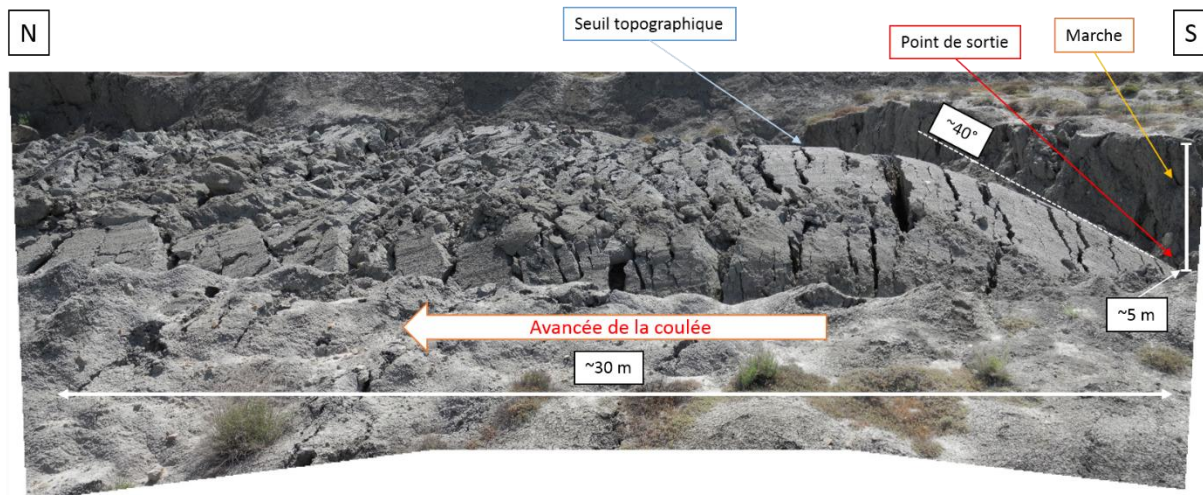 N
Seuil topographique
Point de sortie
Marche
S
~40°
~5 m
Avancée de la coulée
~30 m